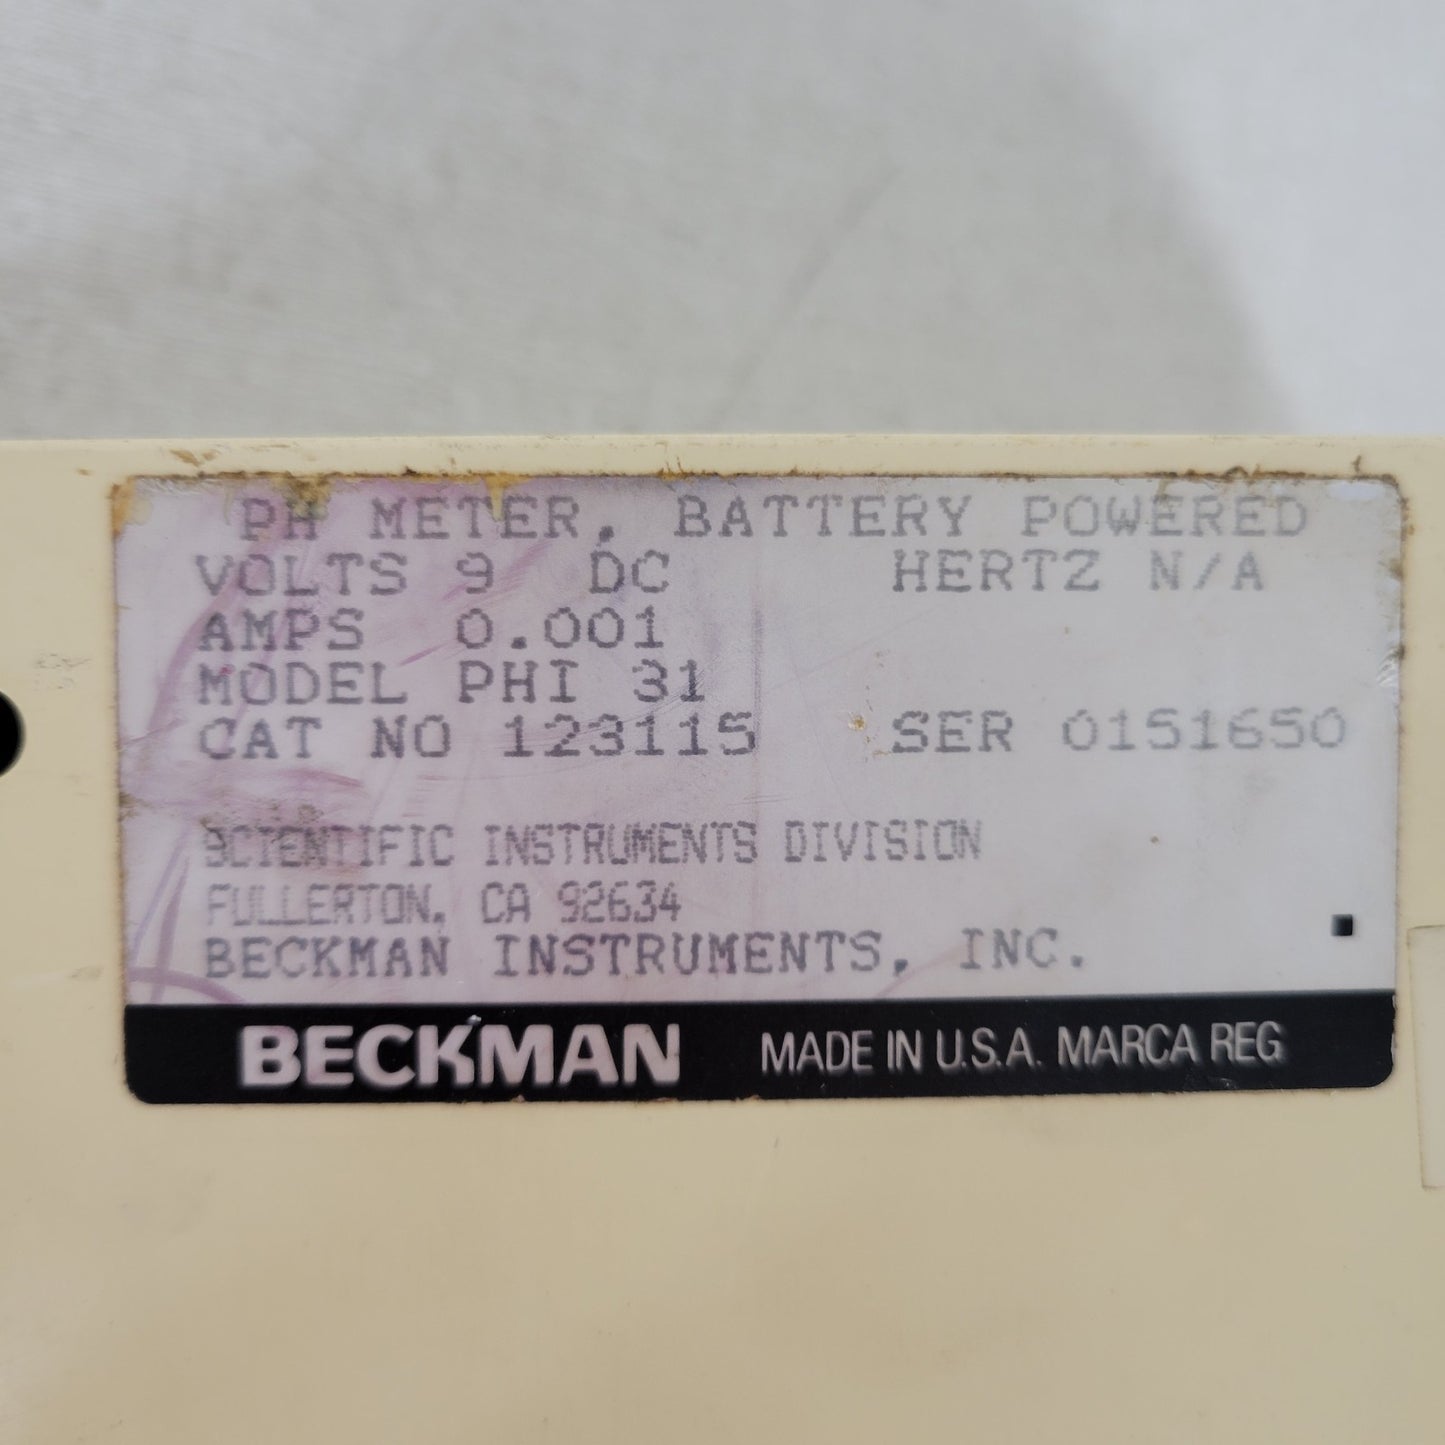 PH METER, BATTERY POWERED
VOLTS 9 DC HERTZ N/A
AMPS 0.001
MODEL PHI 31
CAT NO 123115 SER 0151650
SCIENTIFIC INSTRUMENTS DIVISION
FULLERTON, CA 92634
BECKMAN INSTRUMENTS, INC.
BECKMAN MADE IN U.S.A. MARCA REG